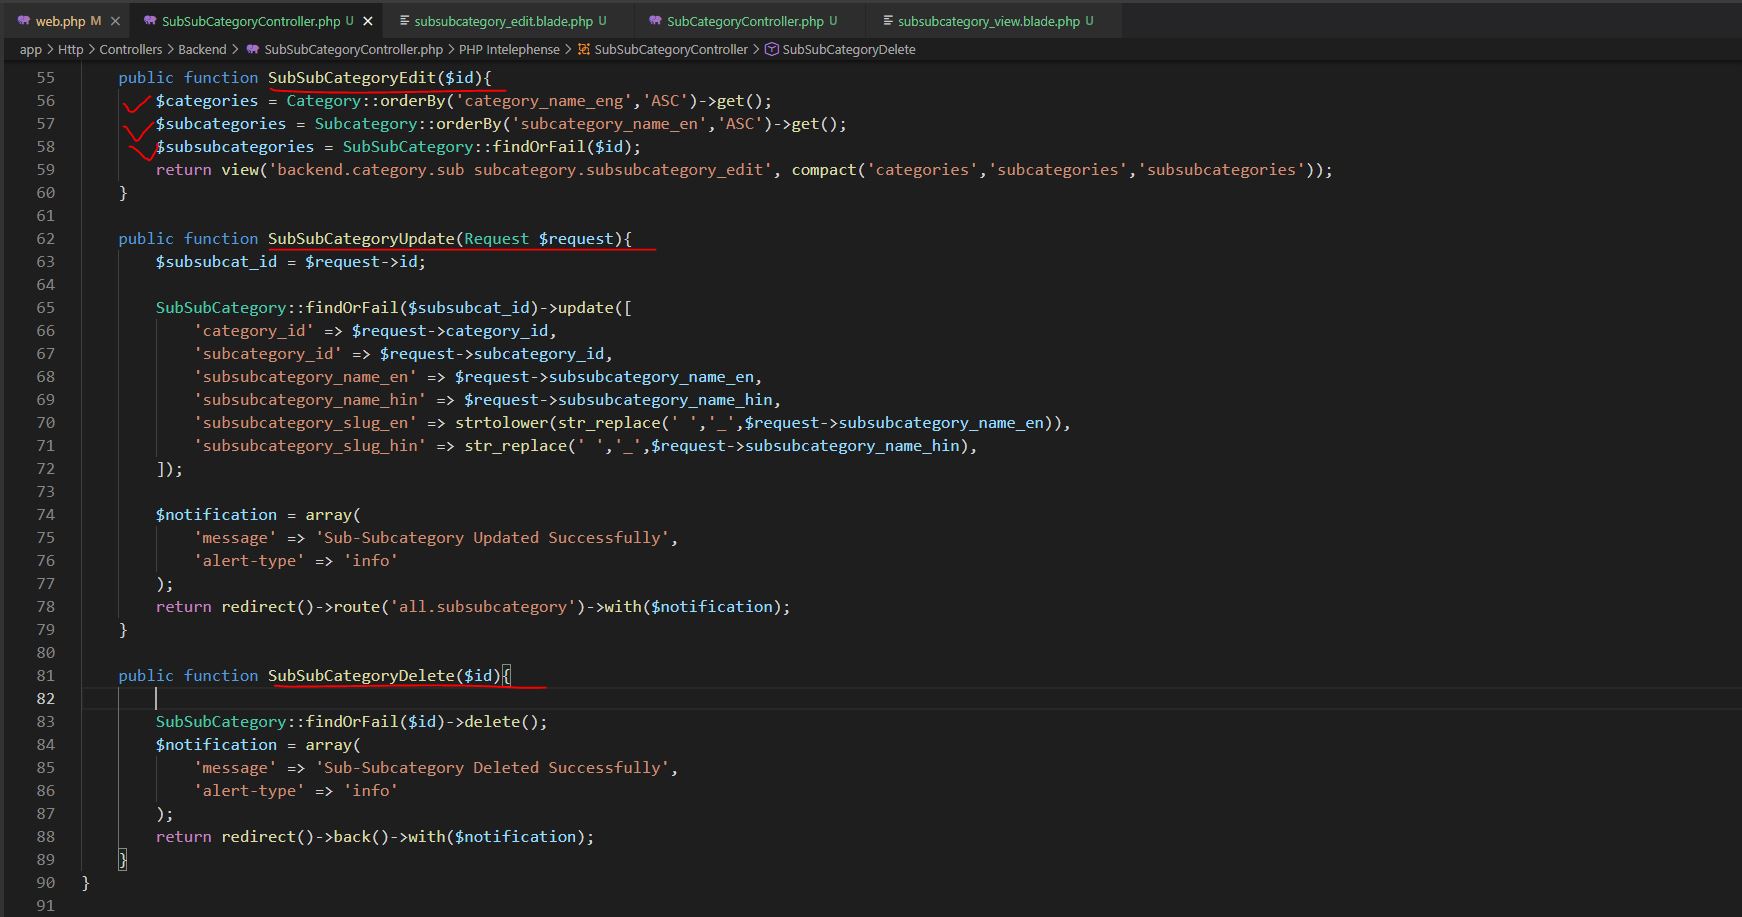 web.php M
SubSubCategoryController.php U
subsubcategory_edit.blade.php U
SubCategoryController.php U
subsubcategory_view.blade.php U
app > Http > Controllers > Backend > SubSubCategoryController.php > PHP Intelephense > SubSubCategoryController > SubSubCategoryDelete
55 public function SubSubCategoryEdit($id){
56 $categories = Category::orderBy('category_name_eng','ASC')->get();
57 $subcategories = Subcategory::orderBy('subcategory_name_en','ASC')->get();
58 $subsubcategories = SubSubCategory::findOrFail($id);
59 return view('backend.category.sub subcategory.subsubcategory_edit', compact('categories','subcategories','subsubcategories'));
60 }
61
62 public function SubSubCategoryUpdate(Request $request){
63 $subsubcat_id = $request->id;
64
65 SubSubCategory::findOrFail($subsubcat_id)->update([
66 'category_id' => $request->category_id,
67 'subcategory_id' => $request->subcategory_id,
68 'subsubcategory_name_en' => $request->subsubcategory_name_en,
69 'subsubcategory_name_hin' => $request->subsubcategory_name_hin,
70 'subsubcategory_slug_en' => strtolower(str_replace(' ','_',$request->subsubcategory_name_en)),
71 'subsubcategory_slug_hin' => str_replace(' ','_',$request->subsubcategory_name_hin),
72 ]);
73
74 $notification = array(
75 'message' => 'Sub-Subcategory Updated Successfully',
76 'alert-type' => 'info'
77 );
78 return redirect()->route('all.subsubcategory')->with($notification);
79 }
80
81 public function SubSubCategoryDelete($id){
82
83 SubSubCategory::findOrFail($id)->delete();
84 $notification = array(
85 'message' => 'Sub-Subcategory Deleted Successfully',
86 'alert-type' => 'info'
87 );
88 return redirect()->back()->with($notification);
89 }
90 }
91